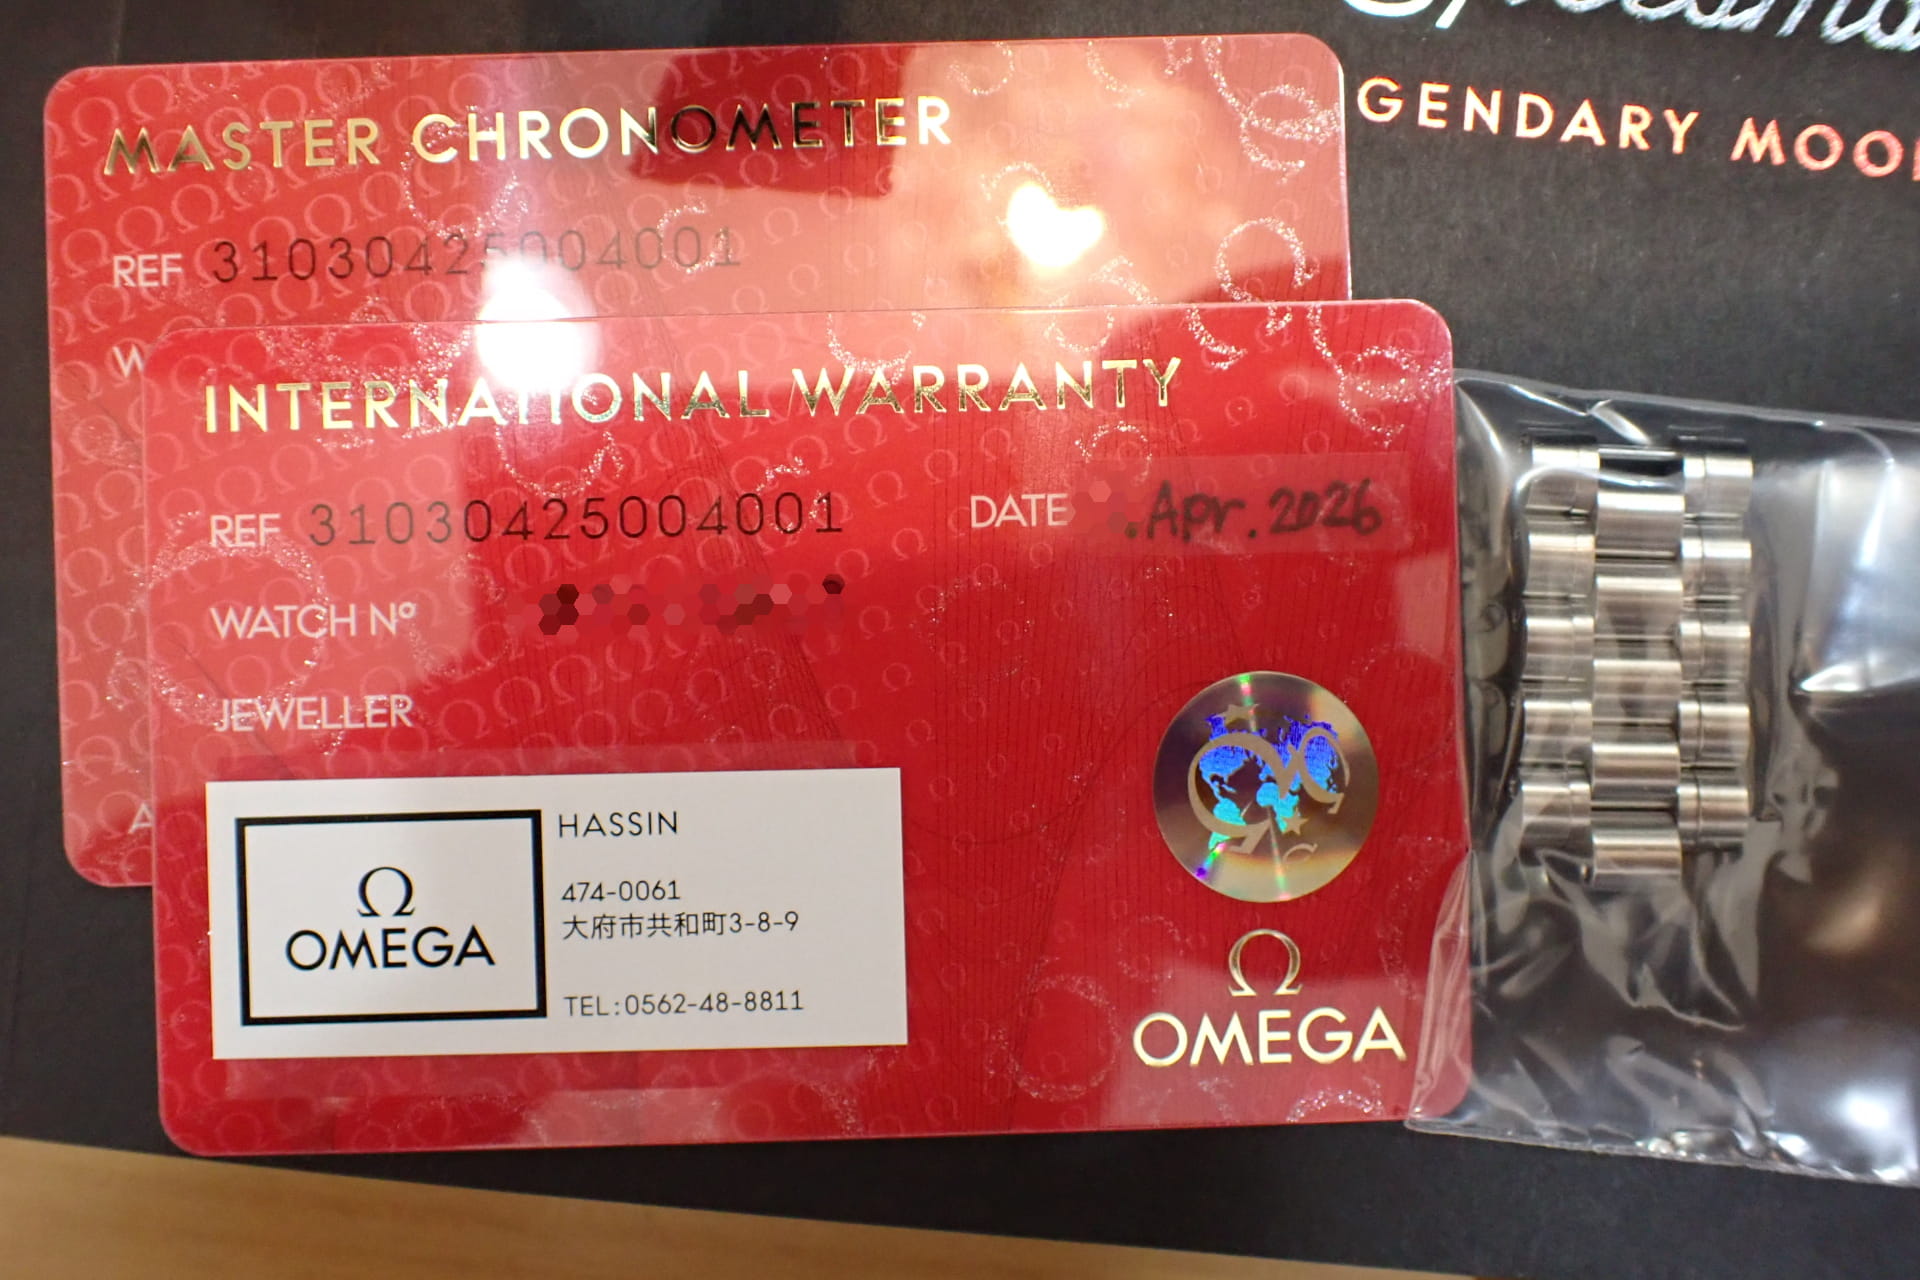 MASTER CHRONOMETER
REF 31030425004001
GENDARY MOO
INTERNATIONAL WARRANTY
REF 31030425004001
DATE .Apr.2026
WATCH Nº
JEWELLER
Ω
OMEGA
HASSIN
474-0061
大府市共和町3-8-9
TEL:0562-48-8811
Ω
OMEGA